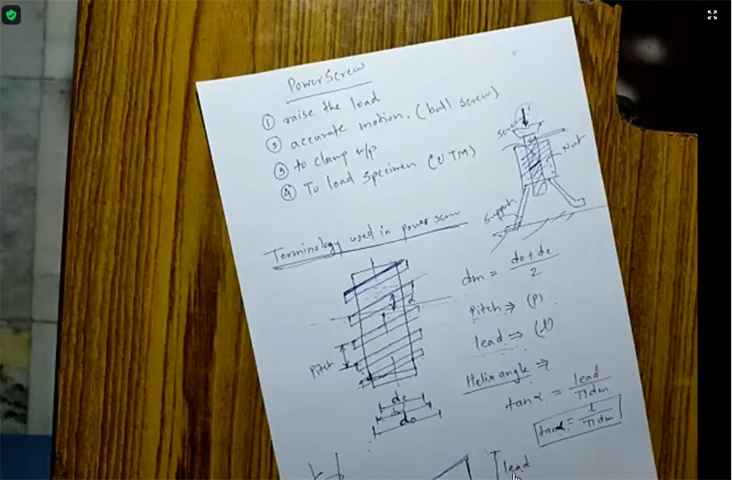 Power Screw
① raise the load
② accurate motion. (ball screw)
③ to clamp w/p
④ To load specimen (UTM)
screw
Nut
Support
Terminology used in power screw
α
Pitch
dc
do
dm = do + dc / 2
Pitch ⇒ (P)
lead ⇒ (l)
Helix angle ⇒
tanα = lead / πdm
tanα = l / πdm
lead